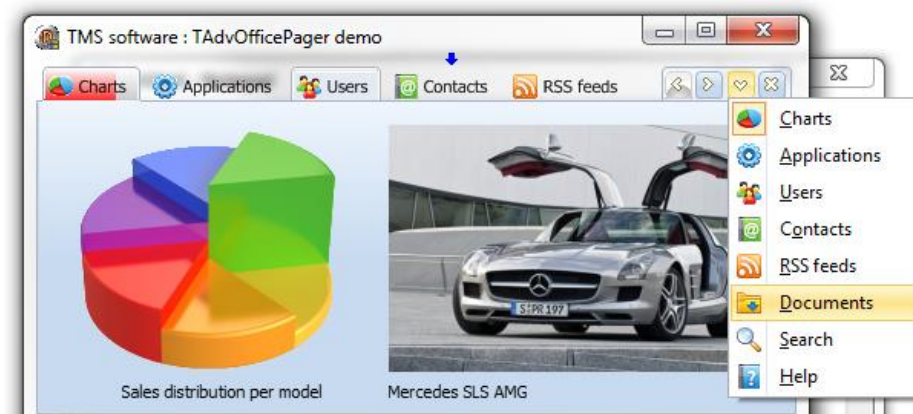 TMS software : TAdvOfficePager demo
Charts Applications Users Contacts RSS feeds
Charts
Applications
Users
Contacts
RSS feeds
Documents
Search
Help
S:PR 197
Sales distribution per model Mercedes SLS AMG